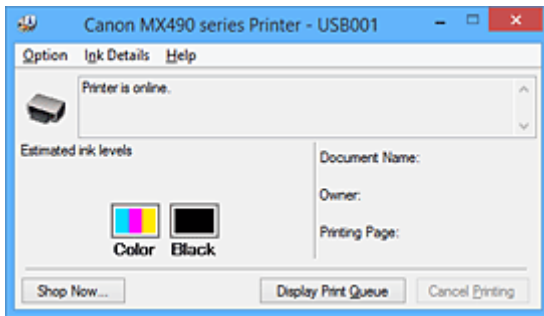 Canon MX490 series Printer - USB001
Option Ink Details Help
Printer is online.
Estimated ink levels
Document Name:
Owner:
Printing Page:
Color Black
Shop Now... Display Print Queue Cancel Printing